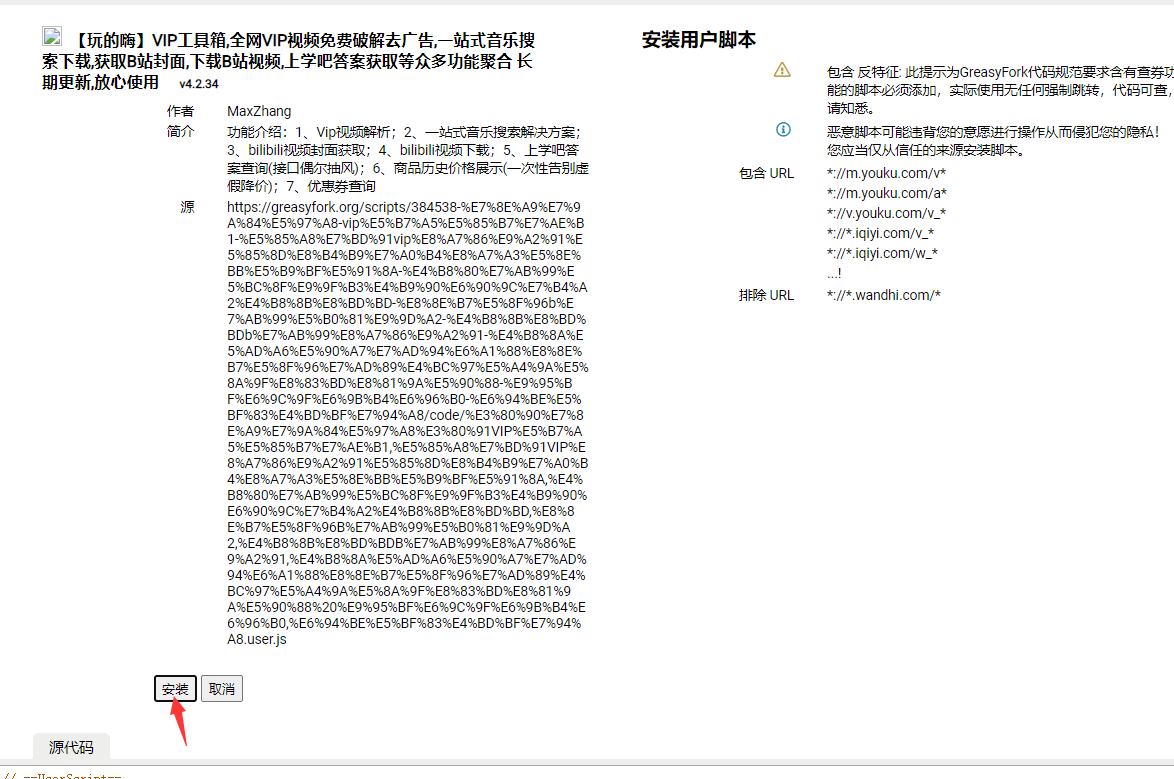 【玩的嗨】VIP工具箱,全网VIP视频免费破解去广告,一站式音乐搜
索下载,获取B站封面,下载B站视频,上学吧答案获取等众多功能聚合 长
期更新,放心使用 v4.2.34
作者 MaxZhang
简介 功能介绍：1、Vip视频解析；2、一站式音乐搜索解决方案；
3、bilibili视频封面获取；4、bilibili视频下载；5、上学吧答
案查询(接口偶尔抽风)；6、商品历史价格展示(一次性告别虚
假降价)；7、优惠券查询
源 https://greasyfork.org/scripts/384538-%E7%8E%A9%E7%9
A%84%E5%97%A8-vip%E5%B7%A5%E5%85%B7%E7%AE%B
1-%E5%85%A8%E7%BD%91vip%E8%A7%86%E9%A2%91%E
5%85%8D%E8%B4%B9%E7%A0%B4%E8%A7%A3%E5%8E%
BB%E5%B9%BF%E5%91%8A-%E4%B8%80%E7%AB%99%E
5%BC%8F%E9%9F%B3%E4%B9%90%E6%90%9C%E7%B4%A
2%E4%B8%8B%E8%BD%BD-%E8%8E%B7%E5%8F%96b%E
7%AB%99%E5%B0%81%E9%9D%A2-%E4%B8%8B%E8%BD%
BDb%E7%AB%99%E8%A7%86%E9%A2%91-%E4%B8%8A%E
5%AD%A6%E5%90%A7%E7%AD%94%E6%A1%88%E8%8E%
B7%E5%8F%96%E7%AD%89%E4%BC%97%E5%A4%9A%E5%
8A%9F%E8%83%BD%E8%81%9A%E5%90%88-%E9%95%B
F%E6%9C%9F%E6%9B%B4%E6%96%B0-%E6%94%BE%E5%
BF%83%E4%BD%BF%E7%94%A8/code/%E3%80%90%E7%8
E%A9%E7%9A%84%E5%97%A8%E3%80%91VIP%E5%B7%A
5%E5%85%B7%E7%AE%B1,%E5%85%A8%E7%BD%91VIP%E
8%A7%86%E9%A2%91%E5%85%8D%E8%B4%B9%E7%A0%B
4%E8%A7%A3%E5%8E%BB%E5%B9%BF%E5%91%8A,%E4%
B8%80%E7%AB%99%E5%BC%8F%E9%9F%B3%E4%B9%90%
E6%90%9C%E7%B4%A2%E4%B8%8B%E8%BD%BD,%E8%8
E%B7%E5%8F%96B%E7%AB%99%E5%B0%81%E9%9D%A
2,%E4%B8%8B%E8%BD%BDB%E7%AB%99%E8%A7%86%E
9%A2%91,%E4%B8%8A%E5%AD%A6%E5%90%A7%E7%AD%
94%E6%A1%88%E8%8E%B7%E5%8F%96%E7%AD%89%E4%
BC%97%E5%A4%9A%E5%8A%9F%E8%83%BD%E8%81%9
A%E5%90%88%20%E9%95%BF%E6%9C%9F%E6%9B%B4%E
6%96%B0,%E6%94%BE%E5%BF%83%E4%BD%BF%E7%94%
A8.user.js
安装 取消
源代码
// ==UserScript==
安装用户脚本
包含 反特征: 此提示为GreasyFork代码规范要求含有查券功
能的脚本必须添加，实际使用无任何强制跳转，代码可查，
请知悉。
恶意脚本可能违背您的意愿进行操作从而侵犯您的隐私！
您应当仅从信任的来源安装脚本。
包含 URL *://m.youku.com/v*
*://m.youku.com/a*
*://v.youku.com/v_*
*://*.iqiyi.com/v_*
*://*.iqiyi.com/w_*
...!
排除 URL *://*.wandhi.com/*